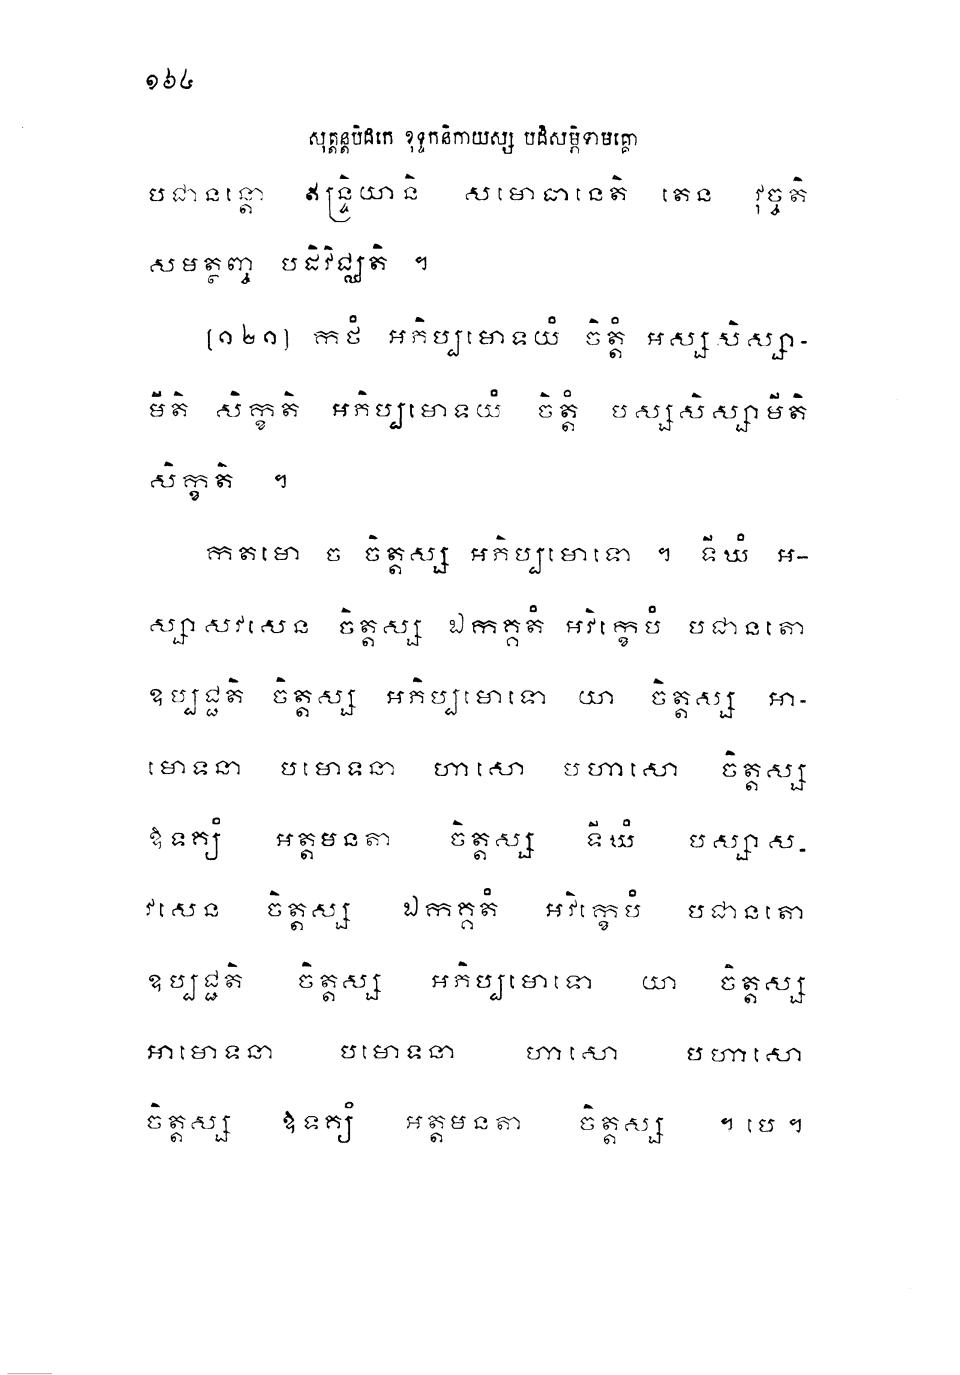 ១៦៤
សុត្តន្តបិដកេ ខុទ្ទកនិកាយស្ស បដិសម្ភិទាមគ្គោ
បជានន្តោ ឥន្ទ្រិយានិ សមោធានេតិ តេន វុច្ចតិ
សមត្ថញ្ច បដិវិជ្ឈតិ ។
[១២១] កថំ អភិប្បមោទយំ ចិត្តំ អស្សសិស្សា-
មីតិ សិក្ខតិ អភិប្បមោទយំ ចិត្តំ បស្សសិស្សាមីតិ
សិក្ខតិ ។
កតមោ ច ចិត្តស្ស អភិប្បមោទោ ។ ទីឃំ អ-
ស្សាសវសេន ចិត្តស្ស ឯកគ្គតំ អវិក្ខេបំ បជានតោ
ឧប្បជ្ជតិ ចិត្តស្ស អភិប្បមោទោ យា ចិត្តស្ស អា-
មោទនា បមោទនា ហាសោ បហាសោ ចិត្តស្ស
ឱទក្យំ អត្តមនតា ចិត្តស្ស ទីឃំ បស្សាស-
វសេន ចិត្តស្ស ឯកគ្គតំ អវិក្ខេបំ បជានតោ
ឧប្បជ្ជតិ ចិត្តស្ស អភិប្បមោទោ យា ចិត្តស្ស
អាមោទនា បមោទនា ហាសោ បហាសោ
ចិត្តស្ស ឱទក្យំ អត្តមនតា ចិត្តស្ស ។ បេ ។